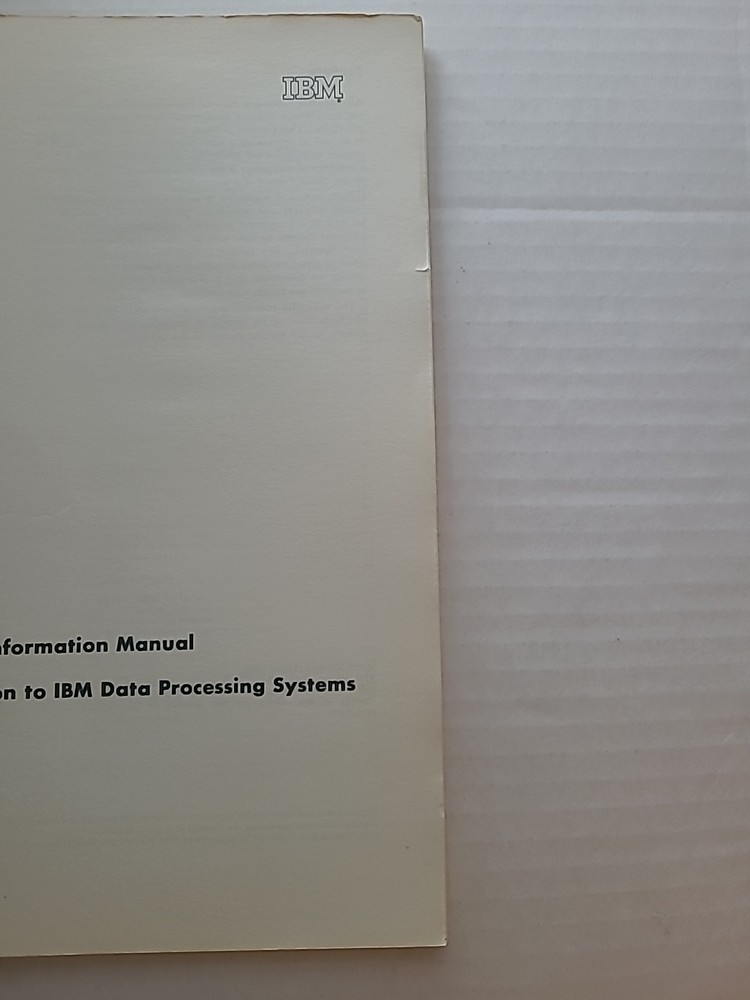 IBM
nformation Manual
on to IBM Data Processing Systems